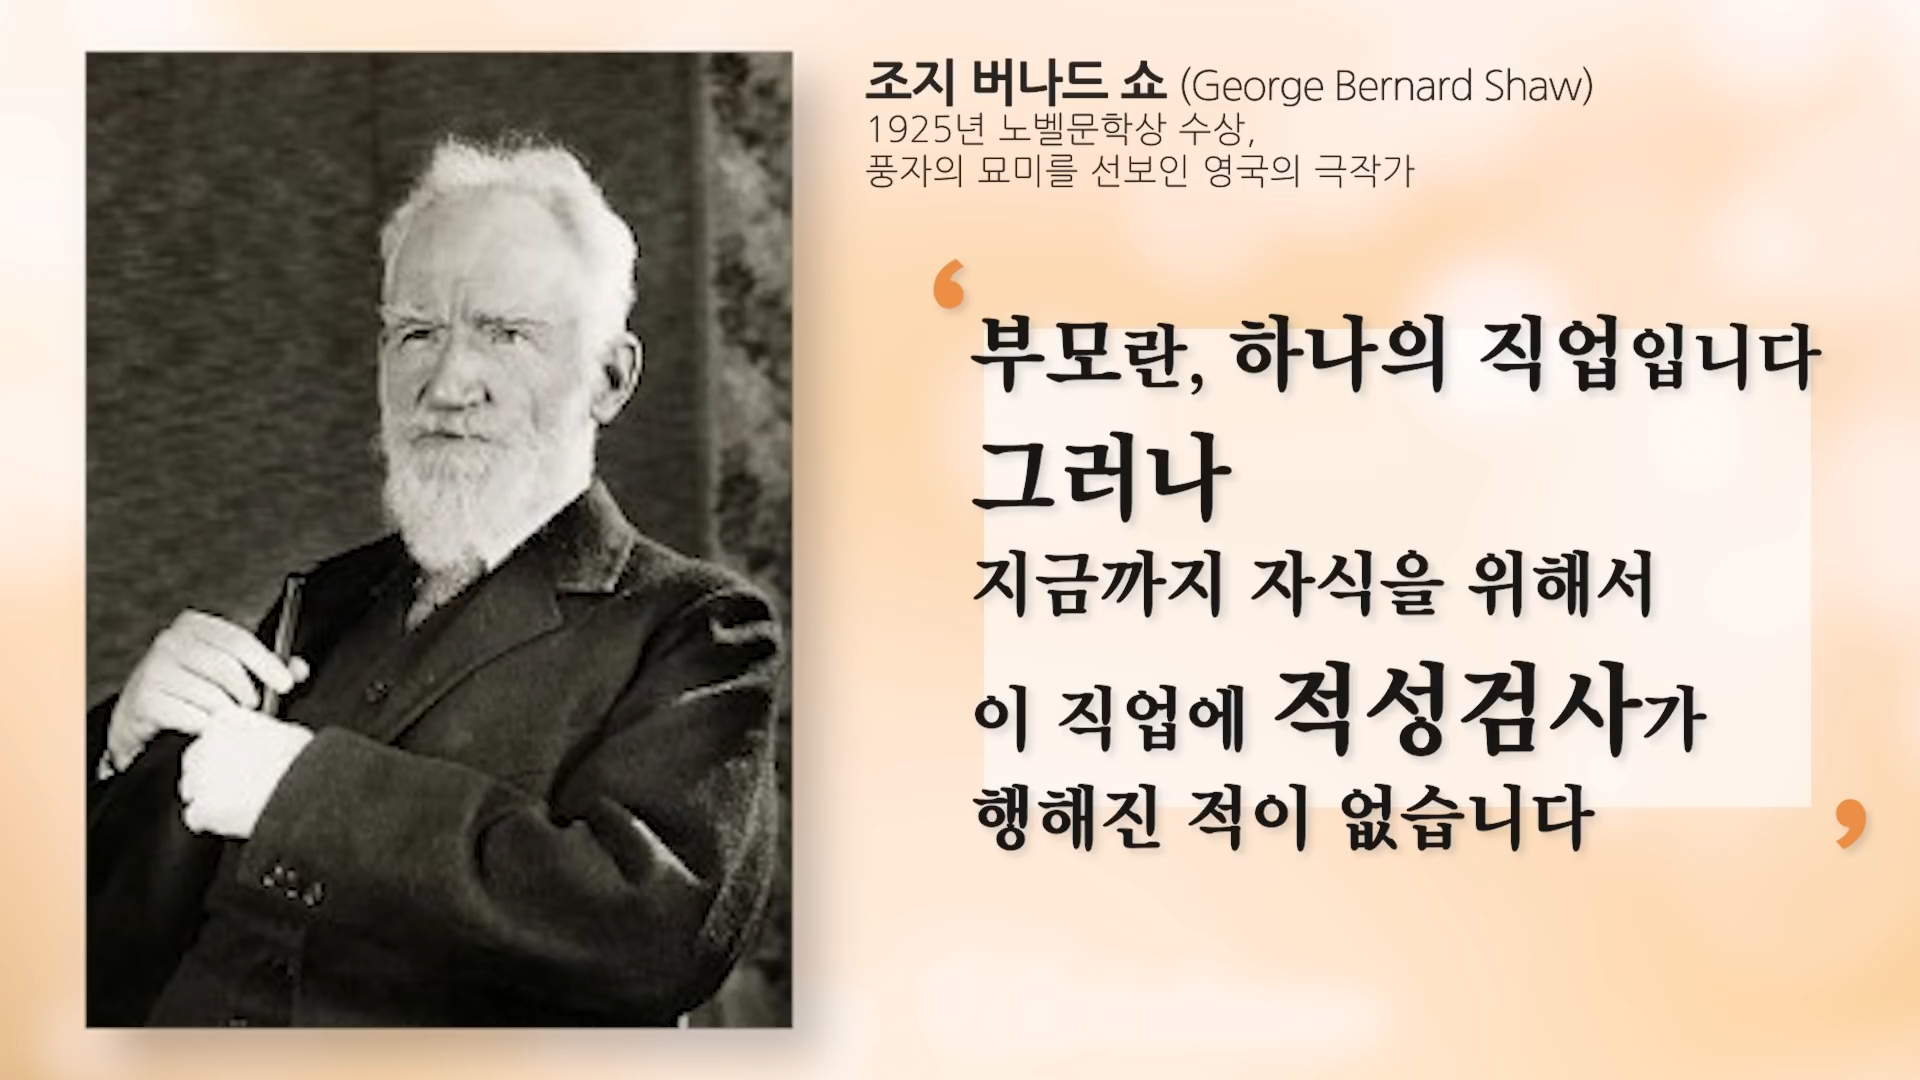 조지 버나드 쇼 (George Bernard Shaw)
1925년 노벨문학상 수상,
풍자의 묘미를 선보인 영국의 극작가
‘
부모란, 하나의 직업입니다
그러나
지금까지 자식을 위해서
이 직업에 적성검사가
행해진 적이 없습니다
’